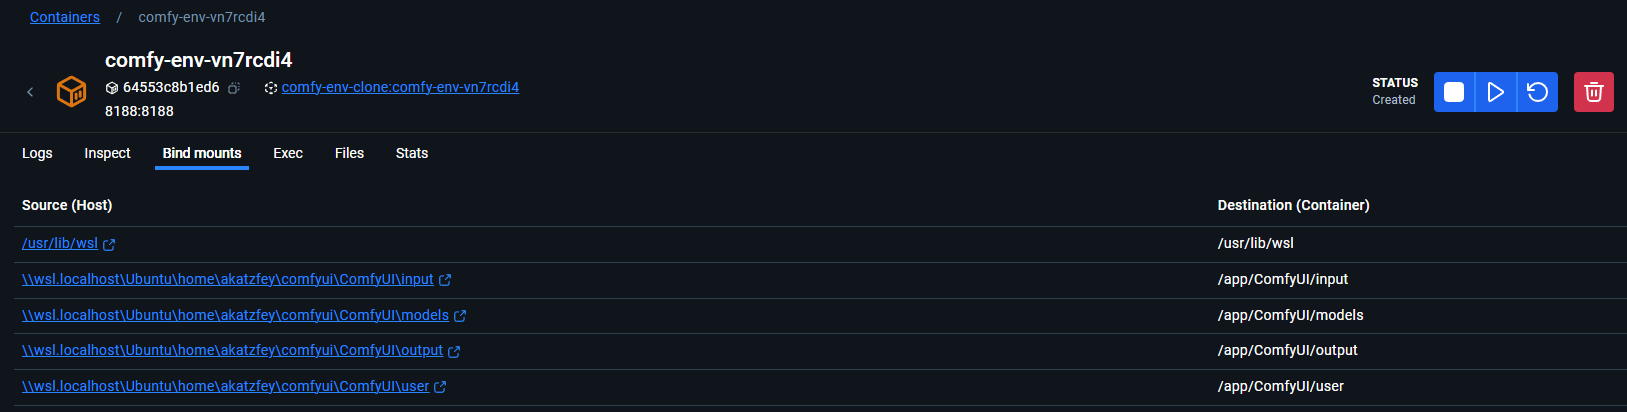 Containers / comfy-env-vn7rcdi4
comfy-env-vn7rcdi4
64553c8b1ed6 comfy-env-clone:comfy-env-vn7rcdi4
8188:8188
STATUS
Created
Logs Inspect Bind mounts Exec Files Stats
Source (Host) Destination (Container)
/usr/lib/wsl /usr/lib/wsl
\\wsl.localhost\Ubuntu\home\akatzfey\comfyui\ComfyUI\input /app/ComfyUI/input
\\wsl.localhost\Ubuntu\home\akatzfey\comfyui\ComfyUI\models /app/ComfyUI/models
\\wsl.localhost\Ubuntu\home\akatzfey\comfyui\ComfyUI\output /app/ComfyUI/output
\\wsl.localhost\Ubuntu\home\akatzfey\comfyui\ComfyUI\user /app/ComfyUI/user